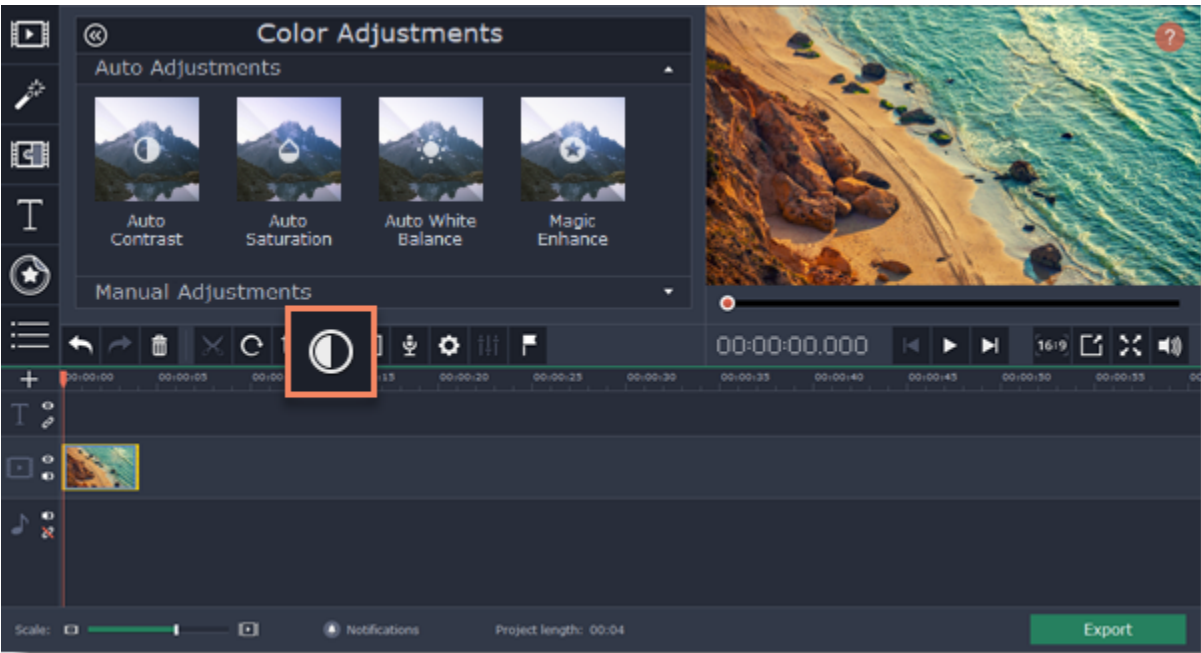 Color Adjustments
?
Auto Adjustments
Auto
Contrast
Auto
Saturation
Auto White
Balance
Magic
Enhance
Manual Adjustments
T
00:00:00.000
16:9
00:00:00 00:00:05 00:00:20 00:00:25 00:00:30 00:00:35 00:00:40 00:00:45 00:00:50 00:00:55
T
Scale: Notifications Project length: 00:04 Export